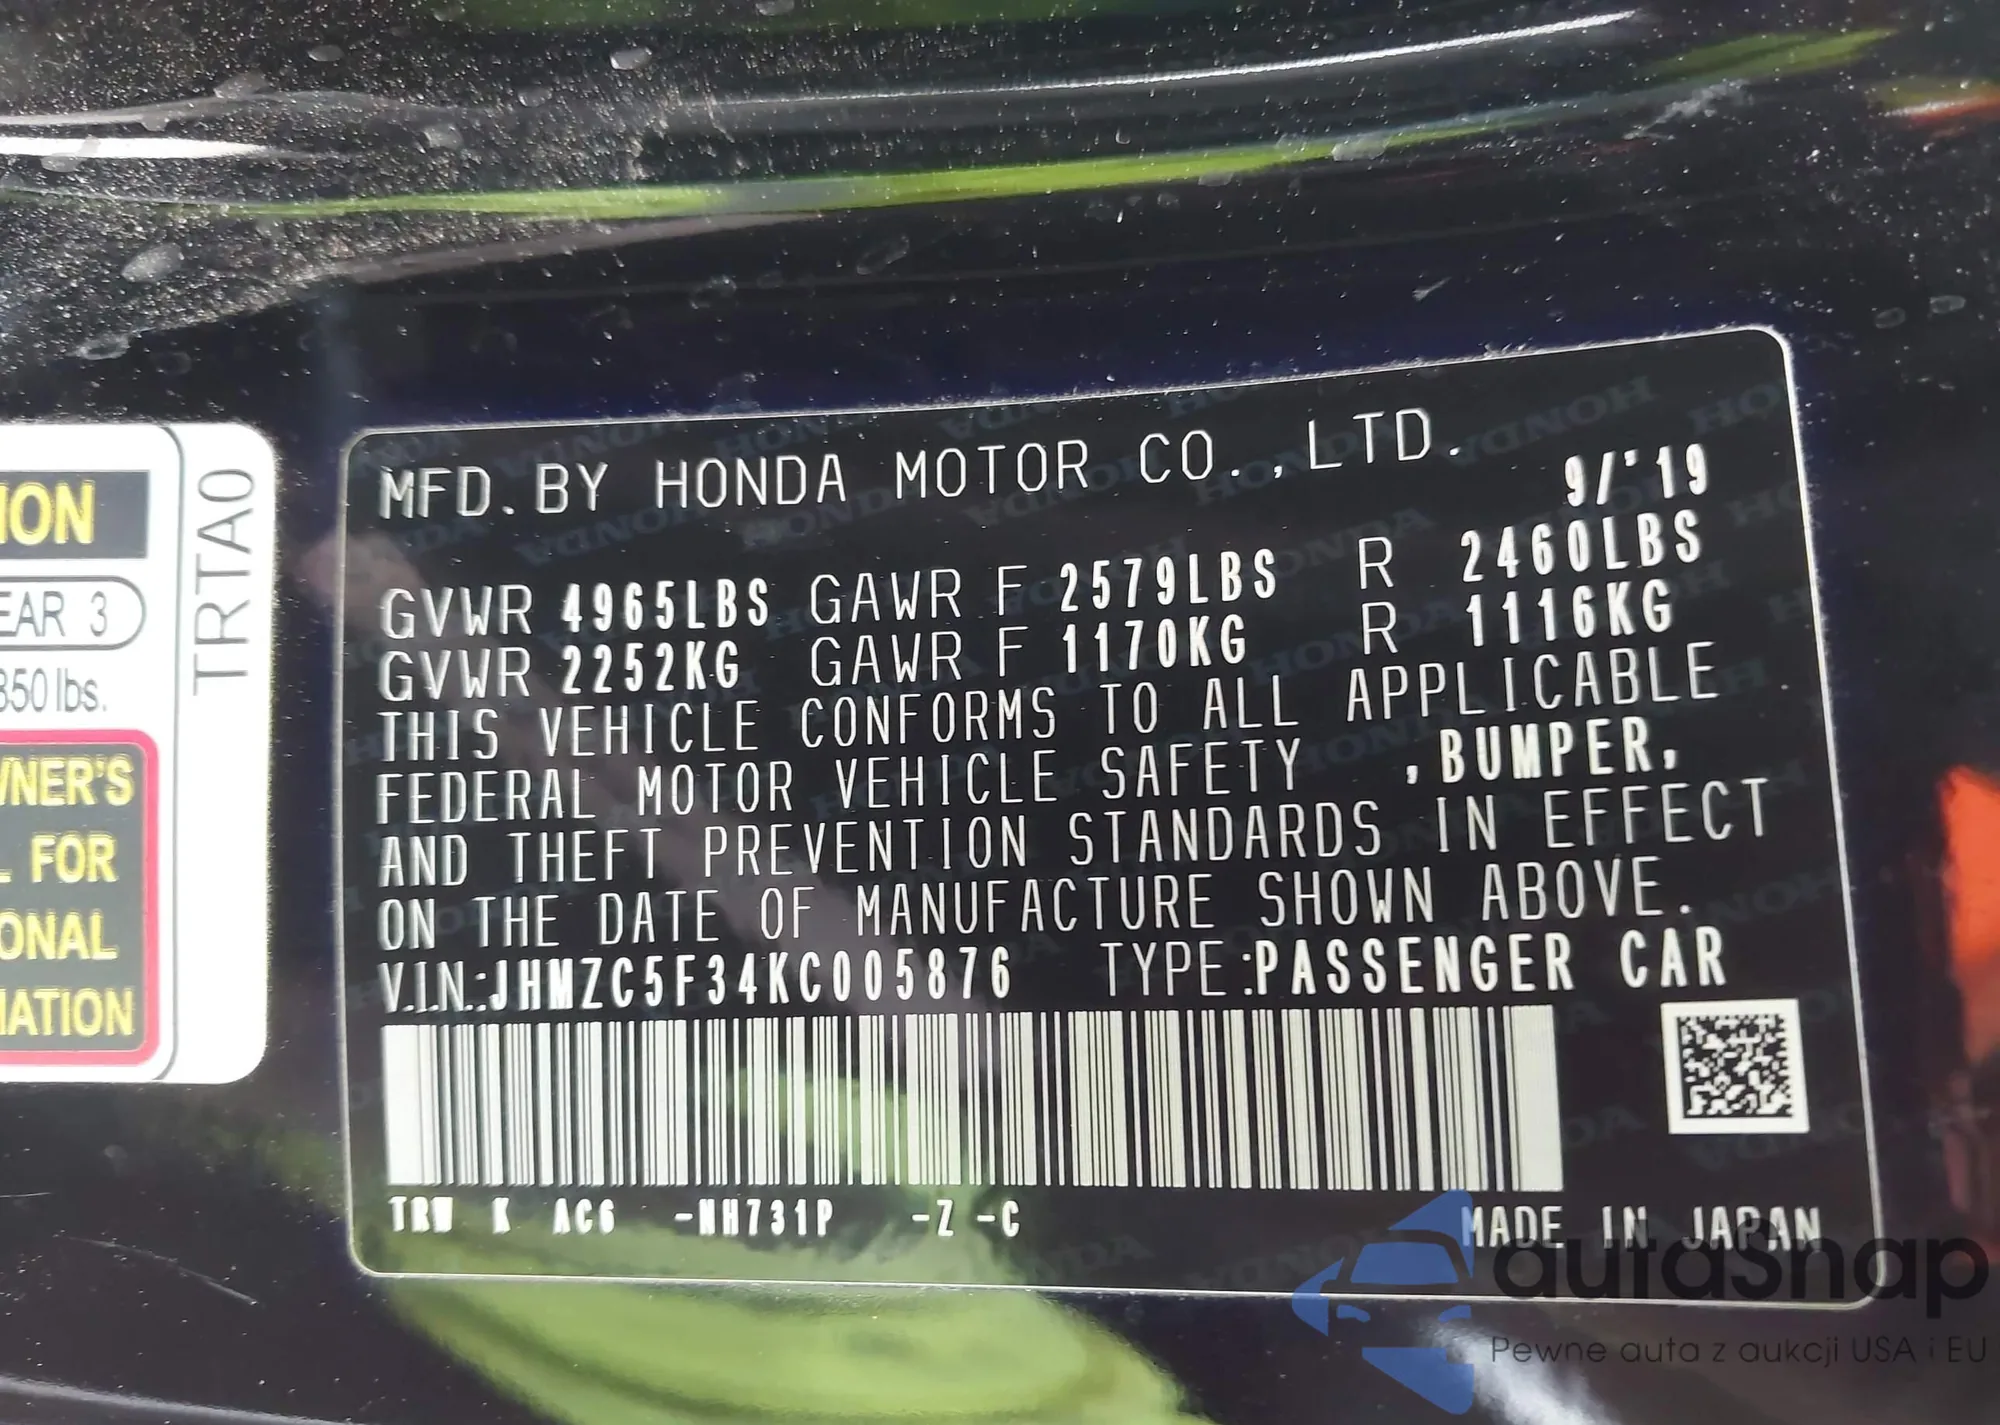 ION
EAR 3
850 lbs.
WNER'S
L FOR
ONAL
MATION
TRTA0
MFD. BY HONDA MOTOR CO., LTD.
9/'19
GVWR 4965LBS GAWR F 2579LBS R 2460LBS
GVWR 2252KG GAWR F 1170KG R 1116KG
THIS VEHICLE CONFORMS TO ALL APPLICABLE
FEDERAL MOTOR VEHICLE SAFETY , BUMPER,
AND THEFT PREVENTION STANDARDS IN EFFECT
ON THE DATE OF MANUFACTURE SHOWN ABOVE.
V.I.N.:JHMZC5F34KC005876 TYPE:PASSENGER CAR
TRW K AC6 -NH731P -Z -C
MADE IN JAPAN
autaSnap
Pewne auta z aukcji USA i EU